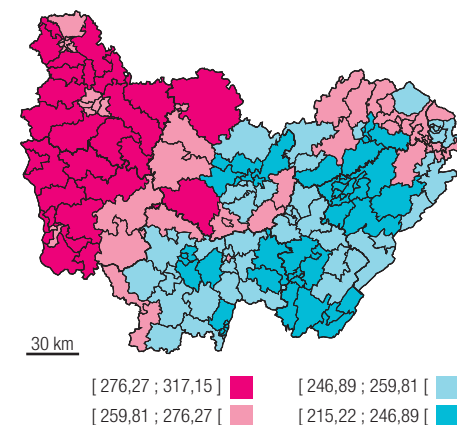 30 km
[ 276,27 ; 317,15 ] [ 246,89 ; 259,81 [
[ 259,81 ; 276,27 [ [ 215,22 ; 246,89 [